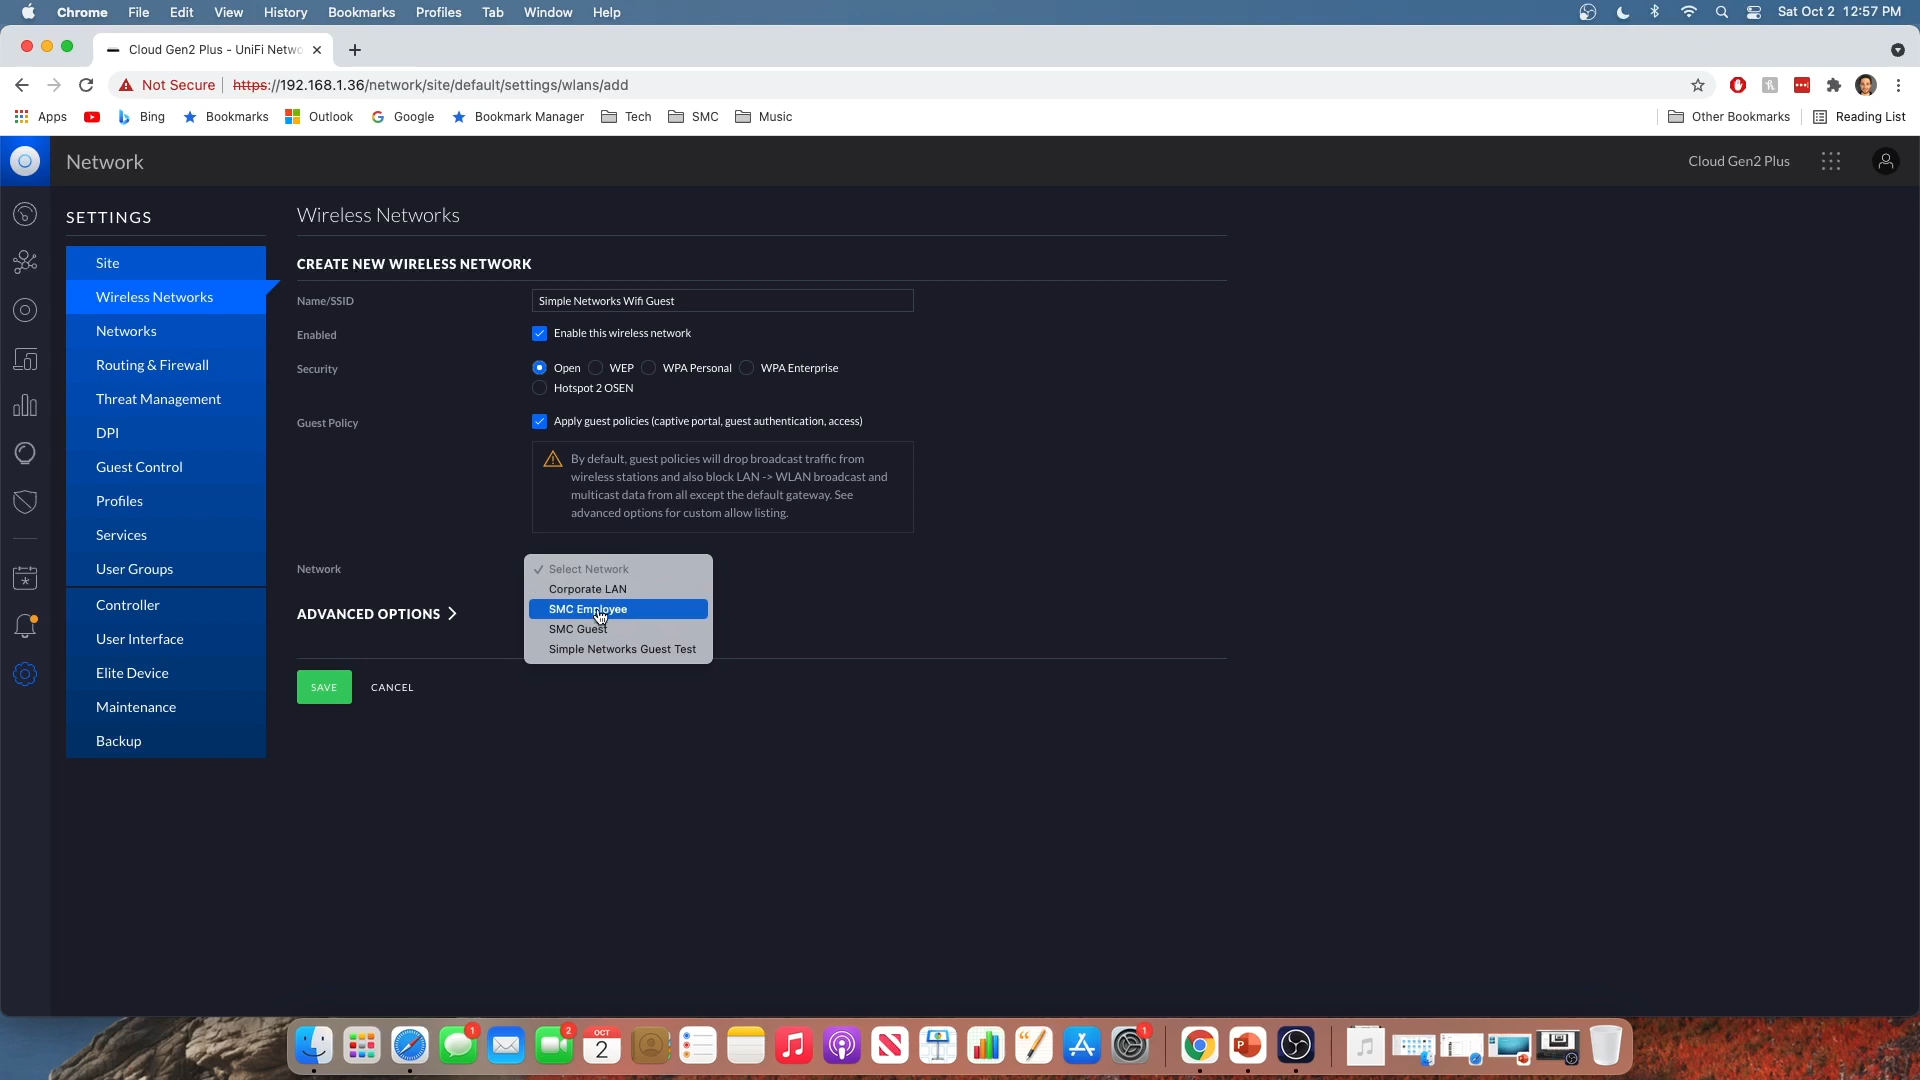 Chrome File Edit View History Bookmarks Profiles Tab Window Help
Sat Oct 2 12:57 PM
Cloud Gen2 Plus - UniFi Netwo
Not Secure https://192.168.1.36/network/site/default/settings/wlans/add
Apps Bing Bookmarks Outlook Google Bookmark Manager Tech SMC Music Other Bookmarks Reading List
Network
Cloud Gen2 Plus
SETTINGS
Site
Wireless Networks
Networks
Routing & Firewall
Threat Management
DPI
Guest Control
Profiles
Services
User Groups
Controller
User Interface
Elite Device
Maintenance
Backup
Wireless Networks
CREATE NEW WIRELESS NETWORK
Name/SSID Simple Networks Wifi Guest
Enabled Enable this wireless network
Security Open WEP WPA Personal WPA Enterprise
Hotspot 2 OSEN
Guest Policy Apply guest policies (captive portal, guest authentication, access)
By default, guest policies will drop broadcast traffic from
wireless stations and also block LAN -> WLAN broadcast and
multicast data from all except the default gateway. See
advanced options for custom allow listing.
Network Select Network
Corporate LAN
SMC Employee
SMC Guest
Simple Networks Guest Test
ADVANCED OPTIONS
SAVE CANCEL
1
2
OCT
2
1